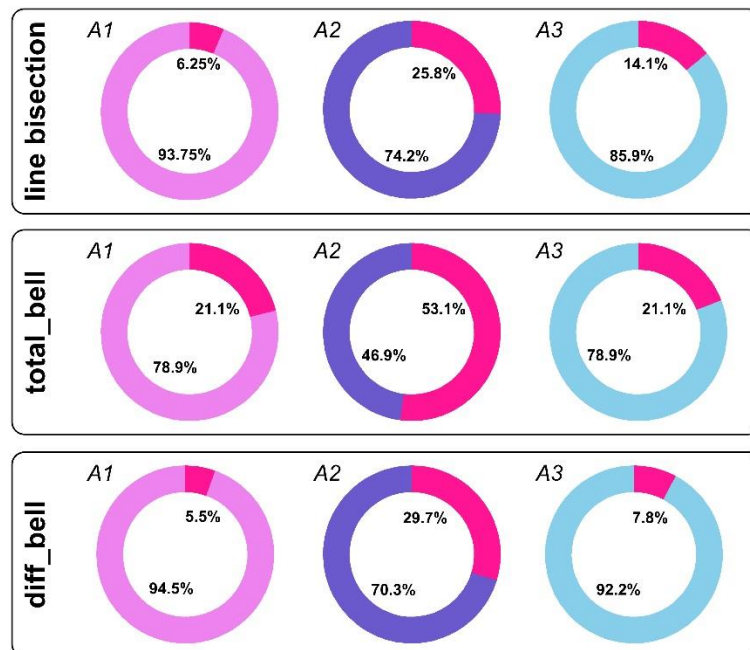 line bisection
A1
6.25%
93.75%
A2
25.8%
74.2%
A3
14.1%
85.9%
total_bell
A1
21.1%
78.9%
A2
53.1%
46.9%
A3
21.1%
78.9%
diff_bell
A1
5.5%
94.5%
A2
29.7%
70.3%
A3
7.8%
92.2%